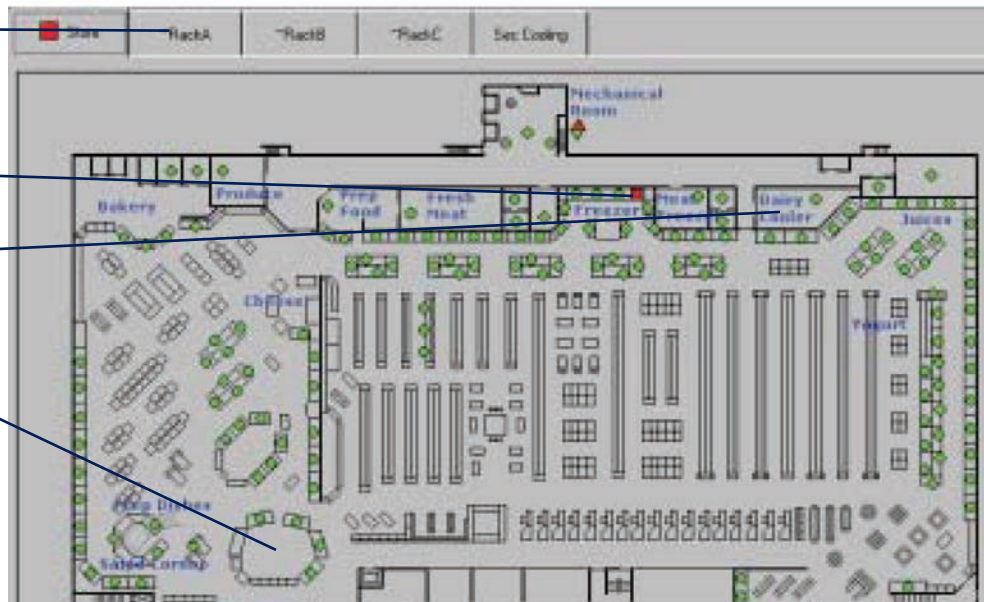 Store
~RackA
~RackB
~RackC
Sec Cooling
Mechanical
Room
Bakery
Produce
Prep
Food
Fresh
Meat
Freezer
Meat
Dairy
Cooler
Juices
Cheese
Yogurt
Prep Dishes
Salad